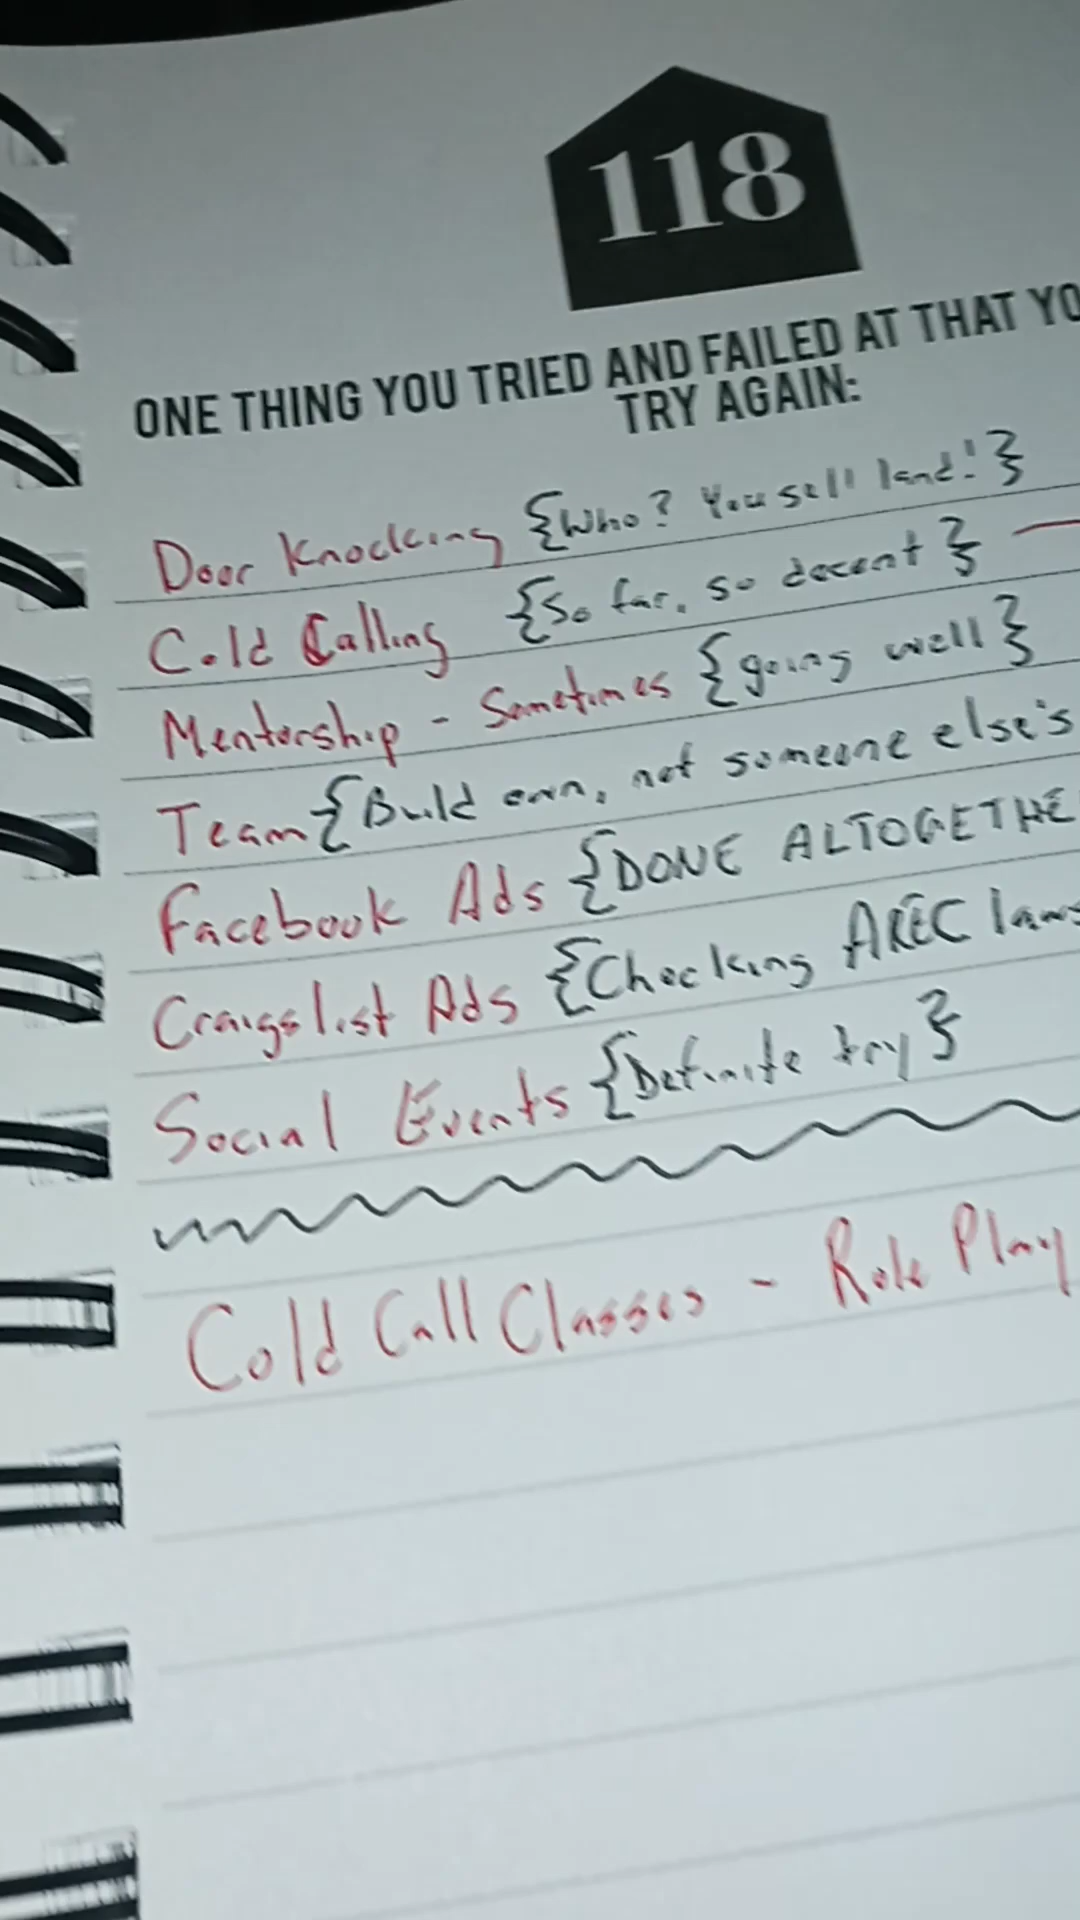 118
ONE THING YOU TRIED AND FAILED AT THAT YO
TRY AGAIN:
Door Knocking {Who? You sell land!}
Cold Calling {So far, so decent}
Mentorship - Sometimes {going well}
Team {Build own, not someone else's
Facebook Ads {DONE ALTOGETHE
Craigslist Ads {Checking AREC laws
Social Events {Definite try}
Cold Call Classes - Role Play